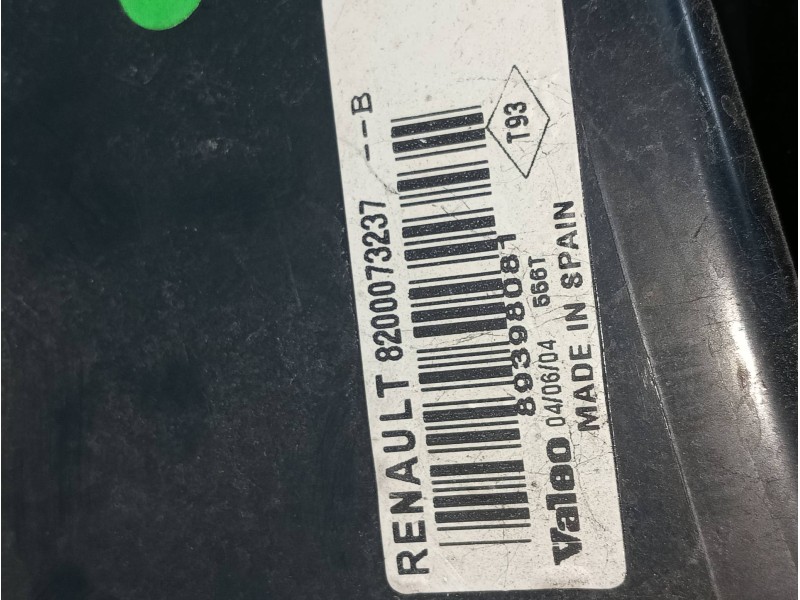 RENAULT 8200073237 --B
T93
89398081
Valeo 04/06/04 556T
MADE IN SPAIN